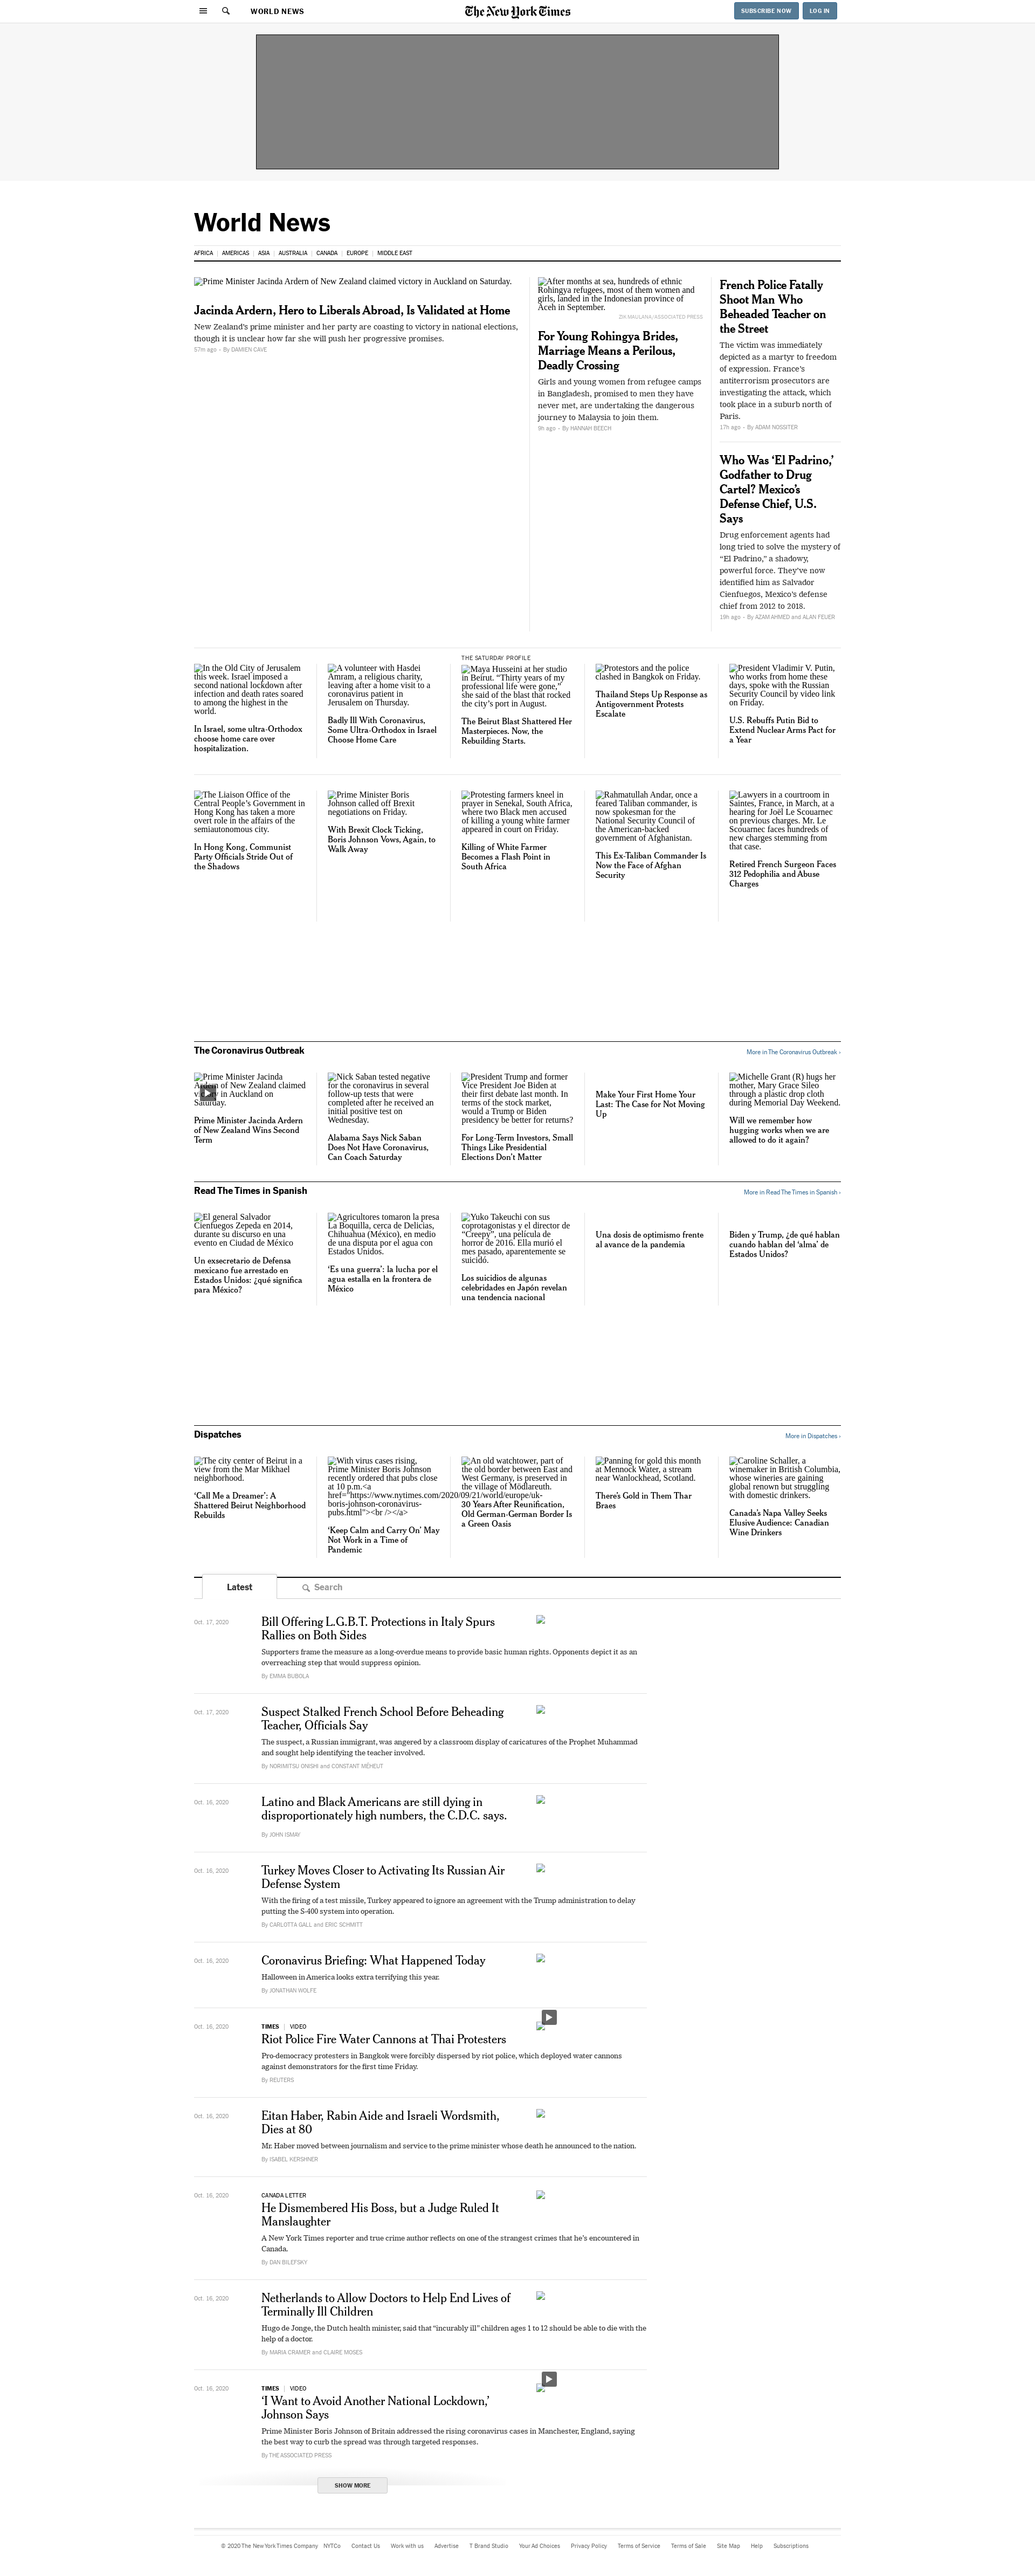 WORLD NEWS
The New York Times
SUBSCRIBE NOW
LOG IN
World News
AFRICA
AMERICAS
ASIA
AUSTRALIA
CANADA
EUROPE
MIDDLE EAST
Prime Minister Jacinda Ardern of New Zealand claimed victory in Auckland on Saturday.
Jacinda Ardern, Hero to Liberals Abroad, Is Validated at Home
New Zealand's prime minister and her party are coasting to victory in national elections,
though it is unclear how far she will push her progressive promises.
57m ago - By DAMIEN CAVE
After months at sea, hundreds of ethnic
Rohingya refugees, most of them women and
girls, landed in the Indonesian province of
Aceh in September.
ZIK MAULANA/ASSOCIATED PRESS
For Young Rohingya Brides,
Marriage Means a Perilous,
Deadly Crossing
Girls and young women from refugee camps
in Bangladesh, promised to men they have
never met, are undertaking the dangerous
journey to Malaysia to join them.
9h ago - By HANNAH BEECH
French Police Fatally
Shoot Man Who
Beheaded Teacher on
the Street
The victim was immediately
depicted as a martyr to freedom
of expression. France's
antiterrorism prosecutors are
investigating the attack, which
took place in a suburb north of
Paris.
17h ago - By ADAM NOSSITER
Who Was 'El Padrino,'
Godfather to Drug
Cartel? Mexico's
Defense Chief, U.S.
Says
Drug enforcement agents had
long tried to solve the mystery of
"El Padrino," a shadowy,
powerful force. They've now
identified him as Salvador
Cienfuegos, Mexico's defense
chief from 2012 to 2018.
19h ago - By AZAM AHMED and ALAN FEUER
In the Old City of Jerusalem
this week. Israel imposed a
second national lockdown after
infection and death rates soared
to among the highest in the
world.
In Israel, some ultra-Orthodox
choose home care over
hospitalization.
A volunteer with Hasdei
Amram, a religious charity,
leaving after a home visit to a
coronavirus patient in
Jerusalem on Thursday.
Badly Ill With Coronavirus,
Some Ultra-Orthodox in Israel
Choose Home Care
THE SATURDAY PROFILE
Maya Husseini at her studio
in Beirut. "Thirty years of my
professional life were gone,"
she said of the blast that rocked
the city's port in August.
The Beirut Blast Shattered Her
Masterpieces. Now, the
Rebuilding Starts.
Protestors and the police
clashed in Bangkok on Friday.
Thailand Steps Up Response as
Antigovernment Protests
Escalate
President Vladimir V. Putin,
who works from home these
days, spoke with the Russian
Security Council by video link
on Friday.
U.S. Rebuffs Putin Bid to
Extend Nuclear Arms Pact for
a Year
The Liaison Office of the
Central People's Government in
Hong Kong has taken a more
overt role in the affairs of the
semiautonomous city.
In Hong Kong, Communist
Party Officials Stride Out of
the Shadows
Prime Minister Boris
Johnson called off Brexit
negotiations on Friday.
With Brexit Clock Ticking,
Boris Johnson Vows, Again, to
Walk Away
Protesting farmers kneel in
prayer in Senekal, South Africa,
where two Black men accused
of killing a young white farmer
appeared in court on Friday.
Killing of White Farmer
Becomes a Flash Point in
South Africa
Rahmatullah Andar, once a
feared Taliban commander, is
now spokesman for the
National Security Council of
the American-backed
government of Afghanistan.
This Ex-Taliban Commander Is
Now the Face of Afghan
Security
Lawyers in a courtroom in
Saintes, France, in March, at a
hearing for Joël Le Scouarnec
on previous charges. Mr. Le
Scouarnec faces hundreds of
new charges stemming from
that case.
Retired French Surgeon Faces
312 Pedophilia and Abuse
Charges
The Coronavirus Outbreak
More in The Coronavirus Outbreak ›
Prime Minister Jacinda
Ardern of New Zealand claimed
victory in Auckland on
Saturday.
Prime Minister Jacinda Ardern
of New Zealand Wins Second
Term
Nick Saban tested negative
for the coronavirus in several
follow-up tests that were
completed after he received an
initial positive test on
Wednesday.
Alabama Says Nick Saban
Does Not Have Coronavirus,
Can Coach Saturday
President Trump and former
Vice President Joe Biden at
their first debate last month. In
terms of the stock market,
would a Trump or Biden
presidency be better for returns?
For Long-Term Investors, Small
Things Like Presidential
Elections Don't Matter
Make Your First Home Your
Last: The Case for Not Moving
Up
Michelle Grant (R) hugs her
mother, Mary Grace Sileo
through a plastic drop cloth
during Memorial Day Weekend.
Will we remember how
hugging works when we are
allowed to do it again?
Read The Times in Spanish
More in Read The Times in Spanish ›
El general Salvador
Cienfuegos Zepeda en 2014,
durante su discurso en una
evento en Ciudad de México
Un exsecretario de Defensa
mexicano fue arrestado en
Estados Unidos: ¿qué significa
para México?
Agricultores tomaron la presa
La Boquilla, cerca de Delicias,
Chihuahua (México), en medio
de una disputa por el agua con
Estados Unidos.
'Es una guerra': la lucha por el
agua estalla en la frontera de
México
Yuko Takeuchi con sus
coprotagonistas y el director de
"Creepy", una película de
horror de 2016. Ella murió el
mes pasado, aparentemente se
suicidó.
Los suicidios de algunas
celebridades en Japón revelan
una tendencia nacional
Una dosis de optimismo frente
al avance de la pandemia
Biden y Trump, ¿de qué hablan
cuando hablan del 'alma' de
Estados Unidos?
Dispatches
More in Dispatches ›
The city center of Beirut in a
view from the Mar Mikhael
neighborhood.
'Call Me a Dreamer': A
Shattered Beirut Neighborhood
Rebuilds
With virus cases rising,
Prime Minister Boris Johnson
recently ordered that pubs close
at 10 p.m.<a
href="https://www.nytimes.com/2020/09/21/world/europe/uk-
boris-johnson-coronavirus-
pubs.html"><br /></a>
'Keep Calm and Carry On' May
Not Work in a Time of
Pandemic
An old watchtower, part of
the old border between East and
West Germany, is preserved in
the village of Mödlareuth.
30 Years After Reunification,
Old German-German Border Is
a Green Oasis
Panning for gold this month
at Mennock Water, a stream
near Wanlockhead, Scotland.
There's Gold in Them Thar
Braes
Caroline Schaller, a
winemaker in British Columbia,
whose wineries are gaining
global renown but struggling
with domestic drinkers.
Canada's Napa Valley Seeks
Elusive Audience: Canadian
Wine Drinkers
Latest
Search
Oct. 17, 2020
Bill Offering L.G.B.T. Protections in Italy Spurs
Rallies on Both Sides
Supporters frame the measure as a long-overdue means to provide basic human rights. Opponents depict it as an
overreaching step that would suppress opinion.
By EMMA BUBOLA
Oct. 17, 2020
Suspect Stalked French School Before Beheading
Teacher, Officials Say
The suspect, a Russian immigrant, was angered by a classroom display of caricatures of the Prophet Muhammad
and sought help identifying the teacher involved.
By NORIMITSU ONISHI and CONSTANT MÉHEUT
Oct. 16, 2020
Latino and Black Americans are still dying in
disproportionately high numbers, the C.D.C. says.
By JOHN ISMAY
Oct. 16, 2020
Turkey Moves Closer to Activating Its Russian Air
Defense System
With the firing of a test missile, Turkey appeared to ignore an agreement with the Trump administration to delay
putting the S-400 system into operation.
By CARLOTTA GALL and ERIC SCHMITT
Oct. 16, 2020
Coronavirus Briefing: What Happened Today
Halloween in America looks extra terrifying this year.
By JONATHAN WOLFE
Oct. 16, 2020
TIMES | VIDEO
Riot Police Fire Water Cannons at Thai Protesters
Pro-democracy protesters in Bangkok were forcibly dispersed by riot police, which deployed water cannons
against demonstrators for the first time Friday.
By REUTERS
Oct. 16, 2020
Eitan Haber, Rabin Aide and Israeli Wordsmith,
Dies at 80
Mr. Haber moved between journalism and service to the prime minister whose death he announced to the nation.
By ISABEL KERSHNER
Oct. 16, 2020
CANADA LETTER
He Dismembered His Boss, but a Judge Ruled It
Manslaughter
A New York Times reporter and true crime author reflects on one of the strangest crimes that he's encountered in
Canada.
By DAN BILEFSKY
Oct. 16, 2020
Netherlands to Allow Doctors to Help End Lives of
Terminally Ill Children
Hugo de Jonge, the Dutch health minister, said that "incurably ill" children ages 1 to 12 should be able to die with the
help of a doctor.
By MARIA CRAMER and CLAIRE MOSES
Oct. 16, 2020
TIMES | VIDEO
'I Want to Avoid Another National Lockdown,'
Johnson Says
Prime Minister Boris Johnson of Britain addressed the rising coronavirus cases in Manchester, England, saying
the best way to curb the spread was through targeted responses.
By THE ASSOCIATED PRESS
SHOW MORE
© 2020 The New York Times Company
NYTCo
Contact Us
Work with us
Advertise
T Brand Studio
Your Ad Choices
Privacy Policy
Terms of Service
Terms of Sale
Site Map
Help
Subscriptions